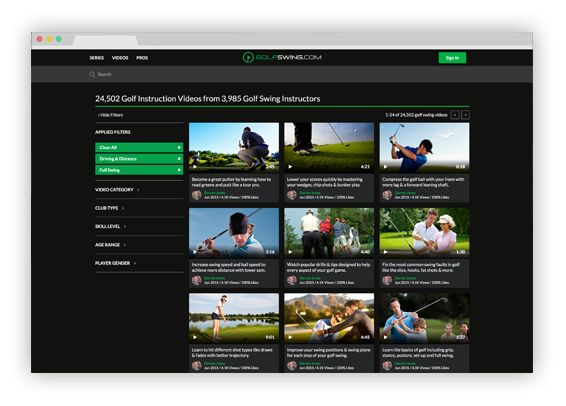 SERIES VIDEOS PROS GOLFSWING.COM Sign In
Search
24,502 Golf Instruction Videos from 3,985 Golf Swing Instructors
Hide Filters 1-24 of 24,502 golf swing videos
APPLIED FILTERS
Clear All
Driving & Distance
Full Swing
VIDEO CATEGORY
CLUB TYPE
SKILL LEVEL
AGE RANGE
PLAYER GENDER
3:45
Become a great putter by learning how to
read greens and putt like a tour pro.
Darren Jones
Jun 2015 / 6.1K Views / 100% Likes
4:21
Lower your scores quickly by mastering
your wedges, chip shots & bunker play.
Darren Jones
Jun 2015 / 6.1K Views / 100% Likes
8:18
Compress the golf ball with your irons with
more lag & a forward leaning shaft.
Darren Jones
Jun 2015 / 6.1K Views / 100% Likes
3:16
Increase swing speed and ball speed to
achieve more distance with lower spin.
Darren Jones
Jun 2015 / 6.1K Views / 100% Likes
Watch popular drills & tips designed to help
every aspect of your golf game.
Darren Jones
Jun 2015 / 6.1K Views / 100% Likes
1:30
Fix the most common swing faults in golf
like the slice, hooks, fat shots & more.
Darren Jones
Jun 2015 / 6.1K Views / 100% Likes
9:01
Learn to hit different shot types like draws
& fades with better trajectory.
Darren Jones
Jun 2015 / 6.1K Views / 100% Likes
4:45
Improve your swing positions & swing plane
for each step of your golf swing.
Darren Jones
Jun 2015 / 6.1K Views / 100% Likes
1:37
Learn the basics of golf including grip,
stance, posture, set-up and full swing.
Darren Jones
Jun 2015 / 6.1K Views / 100% Likes